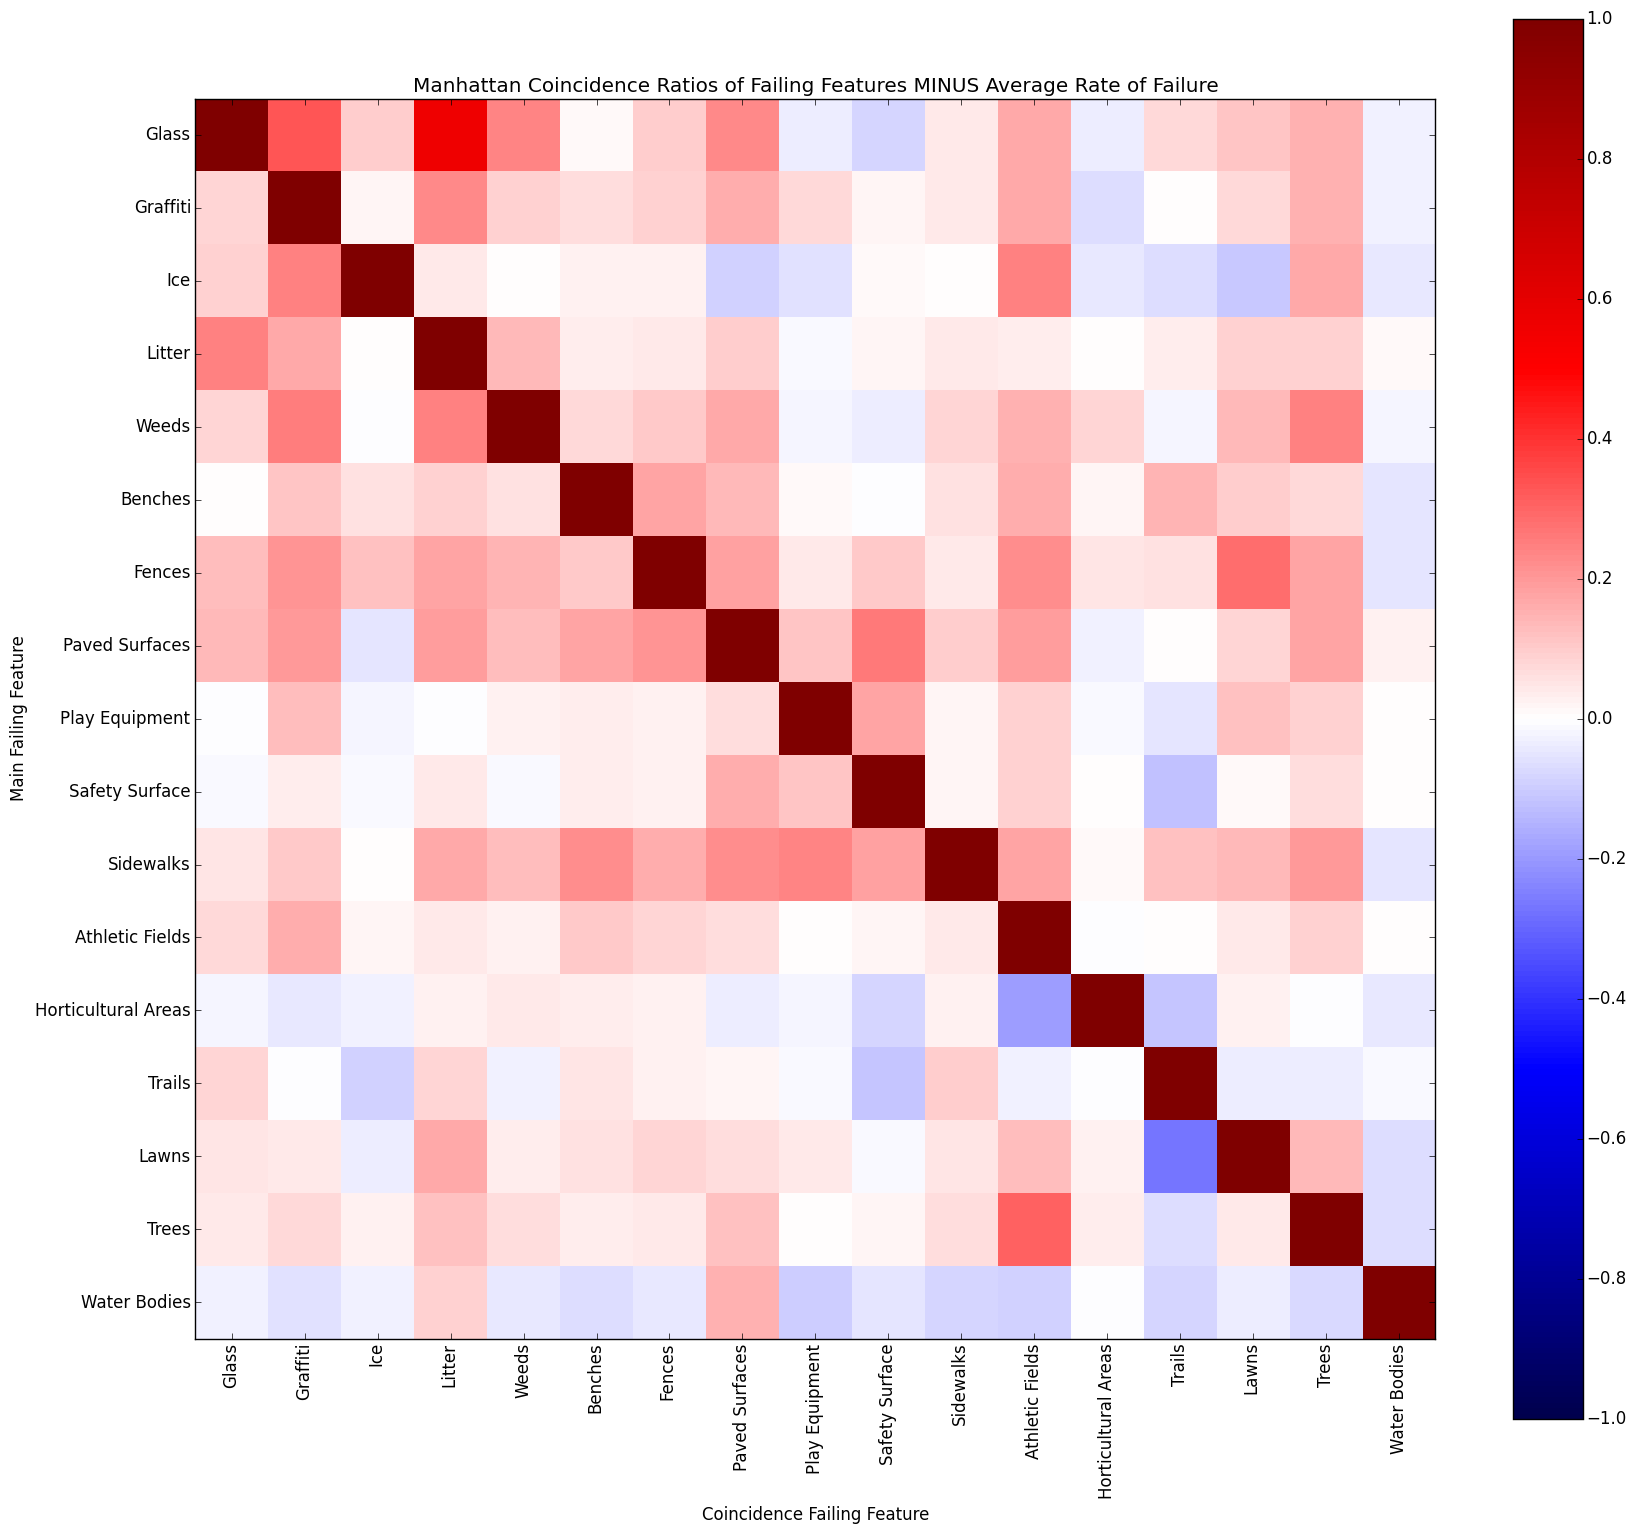 Manhattan Coincidence Ratios of Failing Features MINUS Average Rate of Failure
Main Failing Feature
Glass
Graffiti
Ice
Litter
Weeds
Benches
Fences
Paved Surfaces
Play Equipment
Safety Surface
Sidewalks
Athletic Fields
Horticultural Areas
Trails
Lawns
Trees
Water Bodies
Glass
Graffiti
Ice
Litter
Weeds
Benches
Fences
Paved Surfaces
Play Equipment
Safety Surface
Sidewalks
Athletic Fields
Horticultural Areas
Trails
Lawns
Trees
Water Bodies
Coincidence Failing Feature
1.0
0.8
0.6
0.4
0.2
0.0
−0.2
−0.4
−0.6
−0.8
−1.0